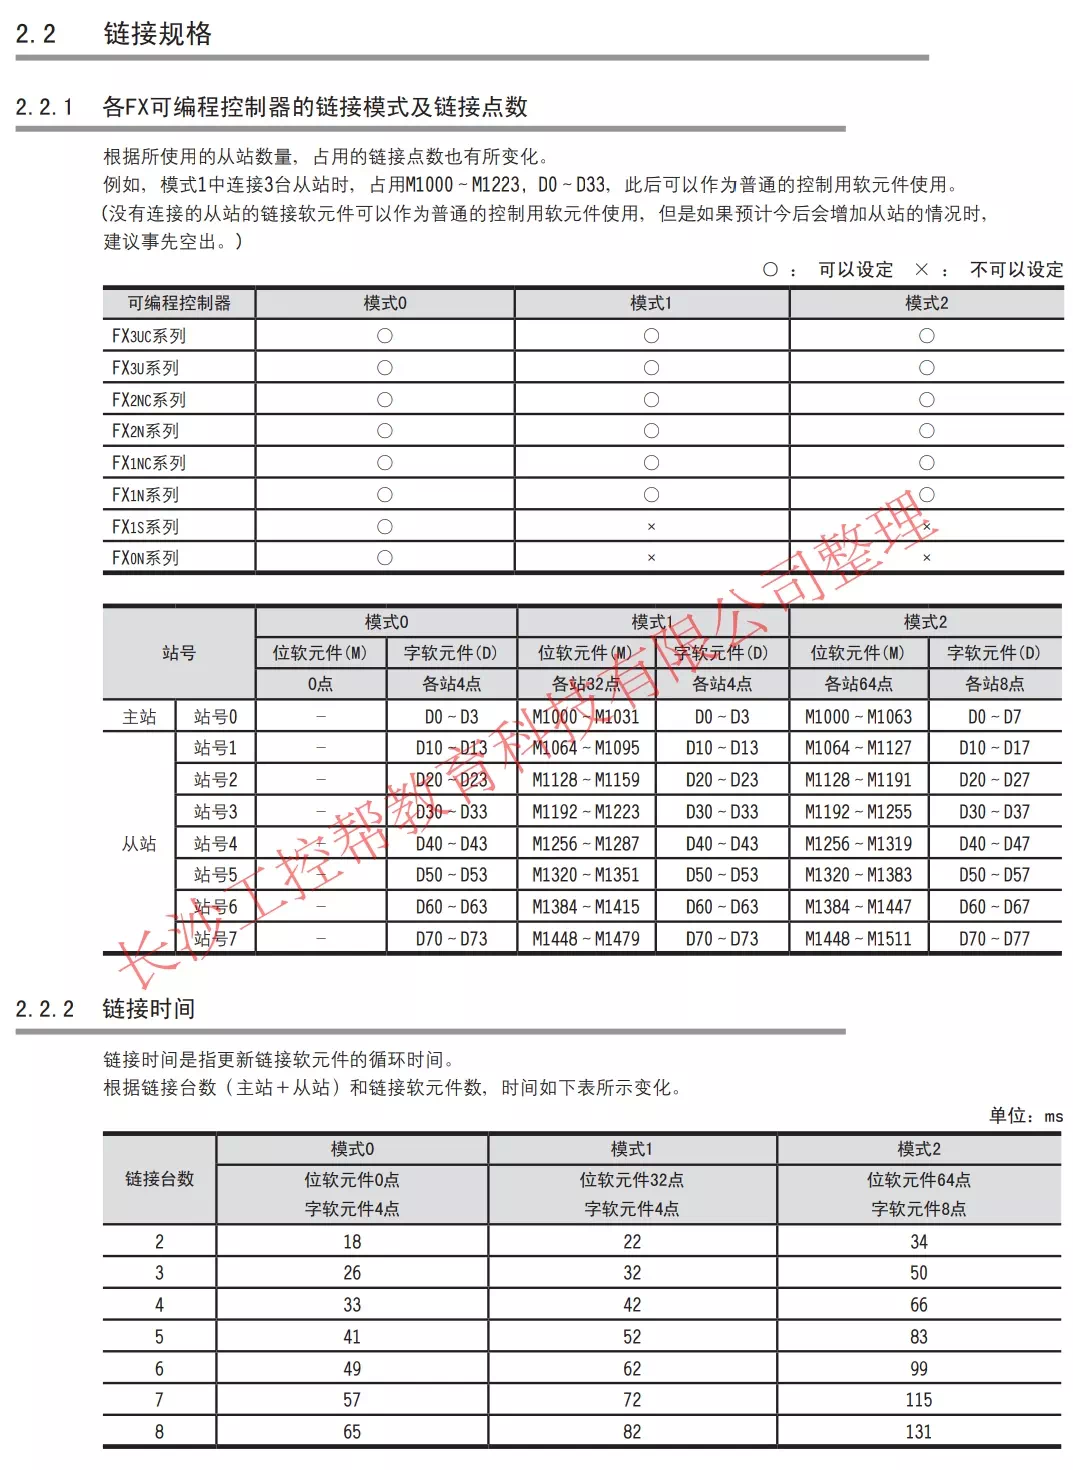 2.2 链接规格
2.2.1 各FX可编程控制器的链接模式及链接点数
根据所使用的从站数量，占用的链接点数也有所变化。
例如，模式1中连接3台从站时，占用M1000～M1223，D0～D33，此后可以作为普通的控制用软元件使用。
(没有连接的从站的链接软元件可以作为普通的控制用软元件使用，但是如果预计今后会增加从站的情况时，
建议事先空出。)
○ ： 可以设定 × ： 不可以设定
可编程控制器 模式0 模式1 模式2
FX3UC系列 ○ ○ ○
FX3U系列 ○ ○ ○
FX2NC系列 ○ ○ ○
FX2N系列 ○ ○ ○
FX1NC系列 ○ ○ ○
FX1N系列 ○ ○ ○
FX1S系列 ○ × ×
FX0N系列 ○ × ×
站号 模式0 模式1 模式2
位软元件(M) 字软元件(D) 位软元件(M) 字软元件(D) 位软元件(M) 字软元件(D)
0点 各站4点 各站32点 各站4点 各站64点 各站8点
主站 站号0 － D0～D3 M1000～M1031 D0～D3 M1000～M1063 D0～D7
从站 站号1 － D10～D13 M1064～M1095 D10～D13 M1064～M1127 D10～D17
站号2 － D20～D23 M1128～M1159 D20～D23 M1128～M1191 D20～D27
站号3 － D30～D33 M1192～M1223 D30～D33 M1192～M1255 D30～D37
站号4 － D40～D43 M1256～M1287 D40～D43 M1256～M1319 D40～D47
站号5 － D50～D53 M1320～M1351 D50～D53 M1320～M1383 D50～D57
站号6 － D60～D63 M1384～M1415 D60～D63 M1384～M1447 D60～D67
站号7 － D70～D73 M1448～M1479 D70～D73 M1448～M1511 D70～D77
长沙工控帮教育科技有限公司整理
2.2.2 链接时间
链接时间是指更新链接软元件的循环时间。
根据链接台数（主站＋从站）和链接软元件数，时间如下表所示变化。
单位：ms
链接台数 模式0 模式1 模式2
位软元件0点 位软元件32点 位软元件64点
字软元件4点 字软元件4点 字软元件8点
2 18 22 34
3 26 32 50
4 33 42 66
5 41 52 83
6 49 62 99
7 57 72 115
8 65 82 131